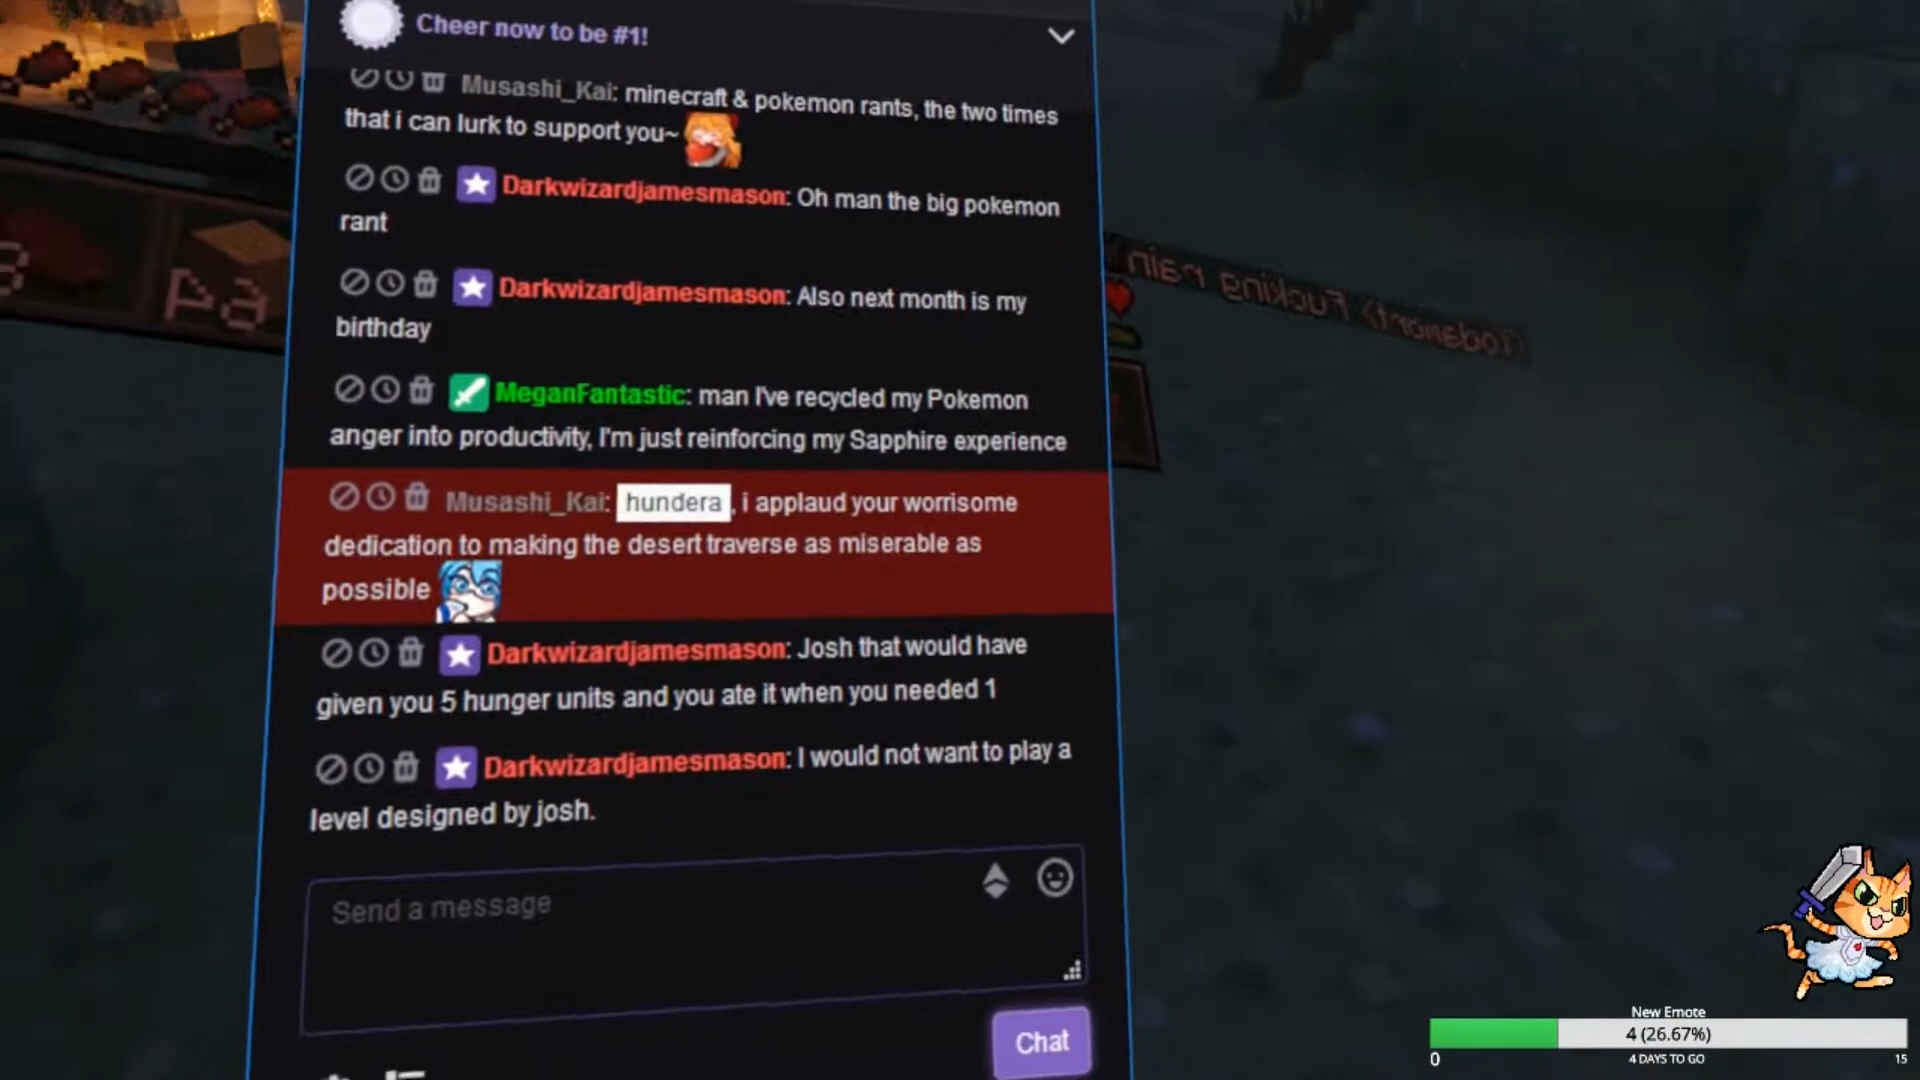 Cheer now to be #1!
Musashi_Kai: minecraft & pokemon rants, the two times
that i can lurk to support you~
Darkwizardjamesmason: Oh man the big pokemon
rant
Darkwizardjamesmason: Also next month is my
birthday
MeganFantastic: man I've recycled my Pokemon
anger into productivity, I'm just reinforcing my Sapphire experience
Musashi_Kai: hundera, i applaud your worrisome
dedication to making the desert traverse as miserable as
possible
Darkwizardjamesmason: Josh that would have
given you 5 hunger units and you ate it when you needed 1
Darkwizardjamesmason: I would not want to play a
level designed by josh.
Send a message
Chat
New Emote
4 (26.67%)
0
4 DAYS TO GO
15